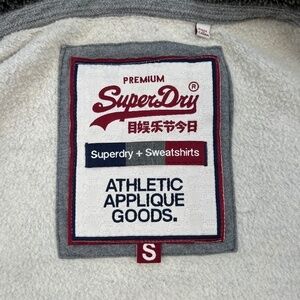 PREMIUM
SuperDry®
目娱乐节今日
Superdry + Sweatshirts
ATHLETIC
APPLIQUE
GOODS.
S